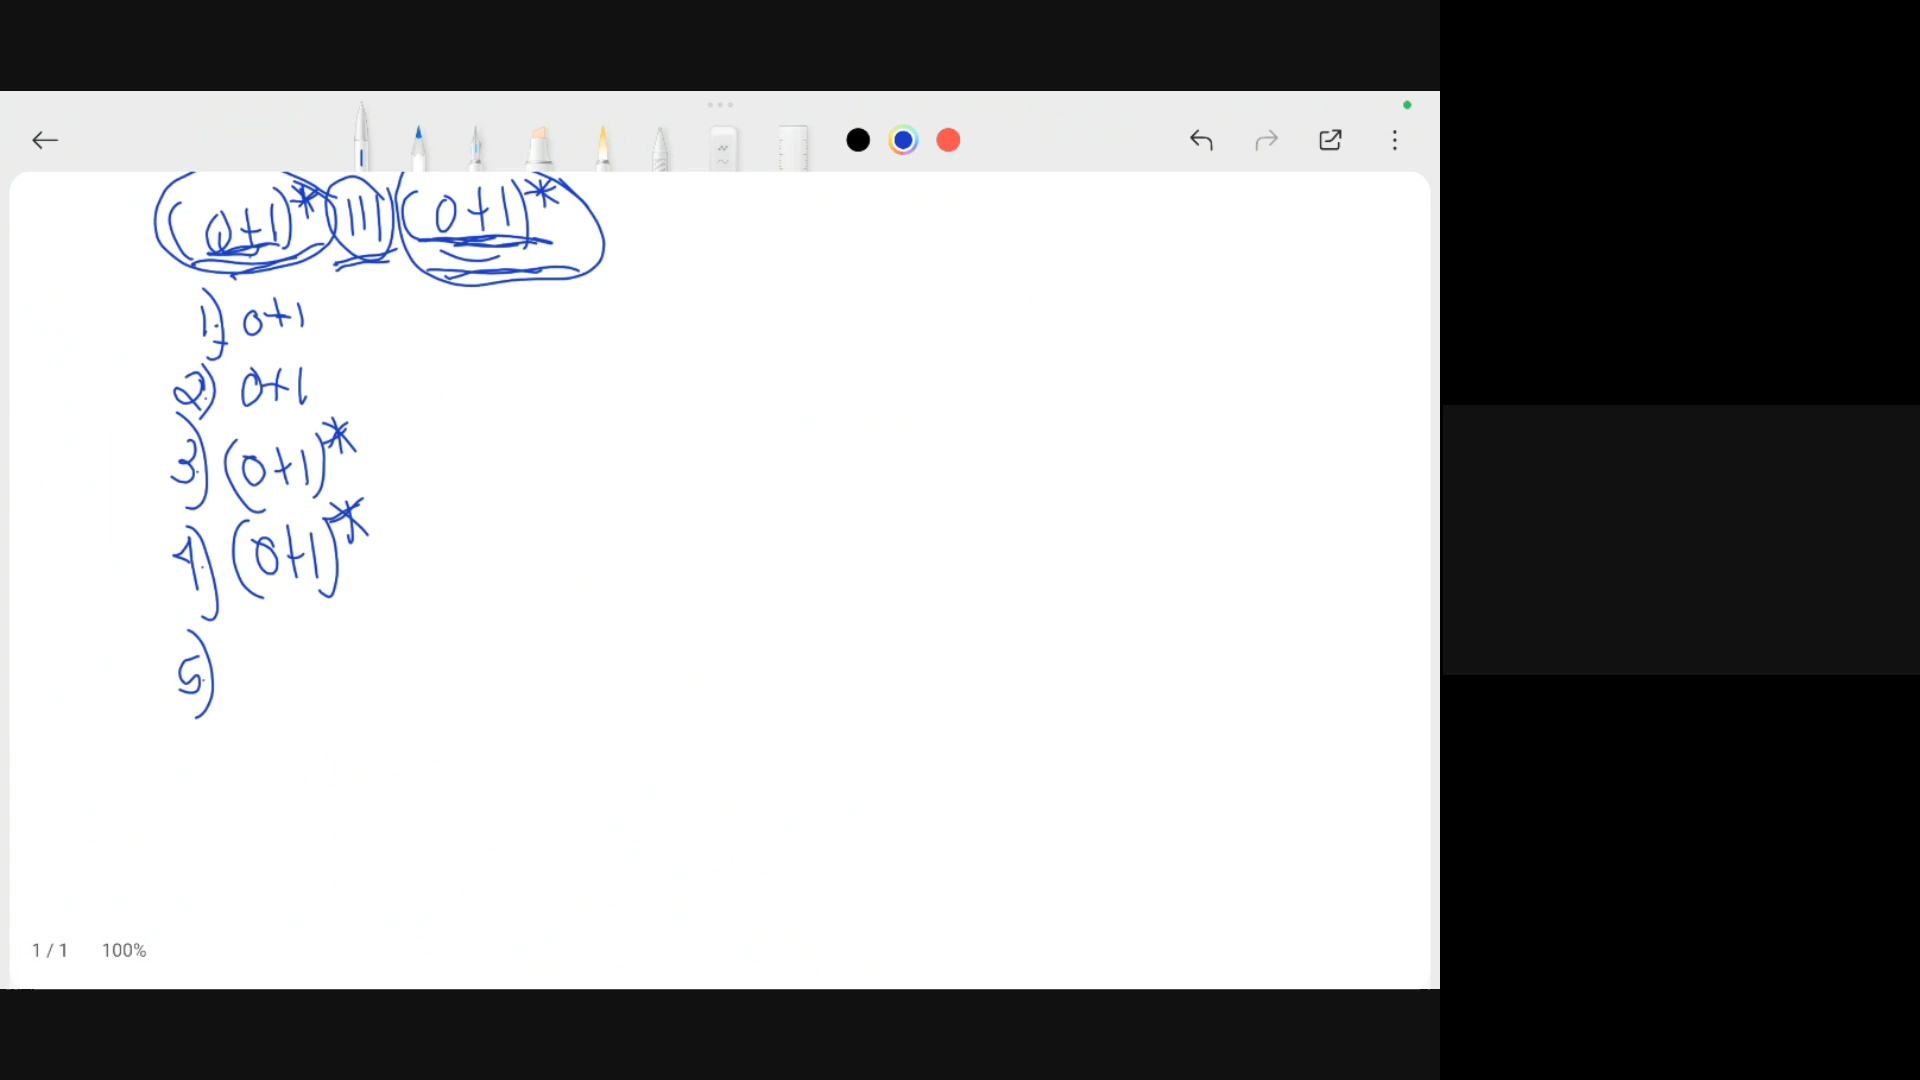 (0+1)* 111 (0+1)*
1.) 0+1
2.) 0+1
3.) (0+1)*
4.) (0+1)*
5.)
1 / 1 100%